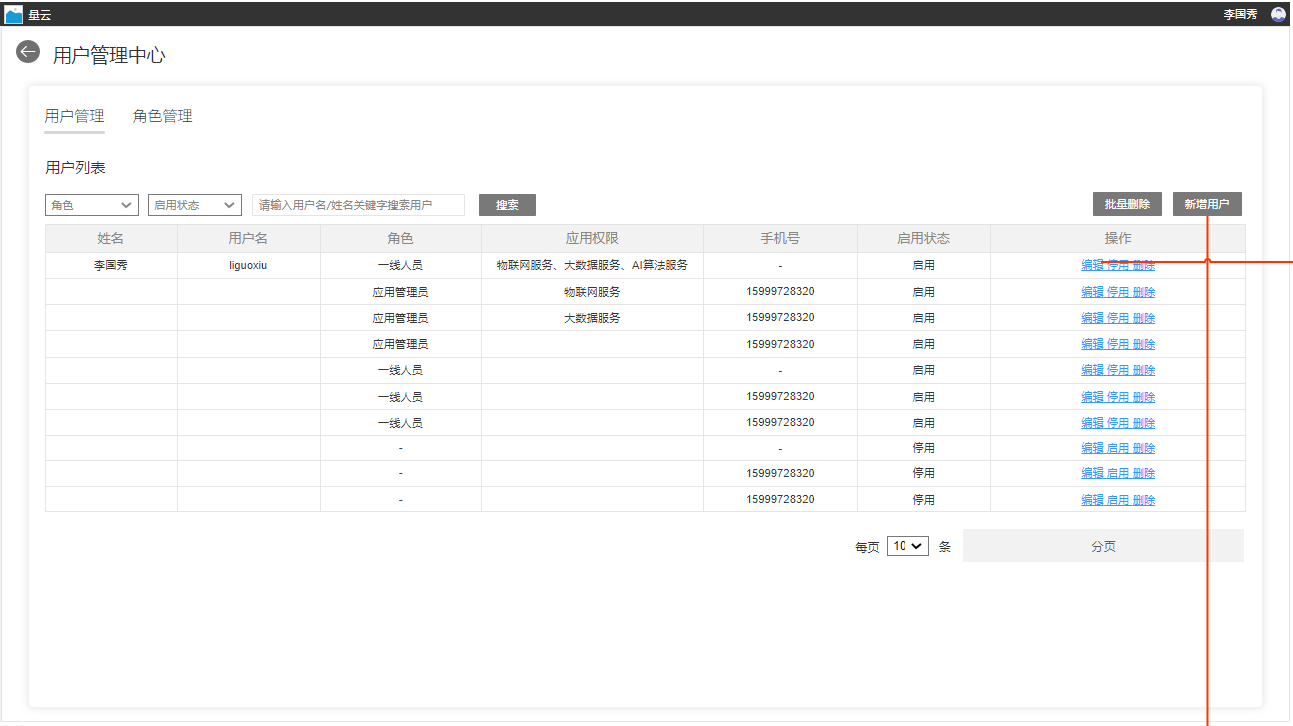 量云 李国秀
用户管理中心
用户管理 角色管理
用户列表
角色 启用状态 请输入用户名/姓名关键字搜索用户 搜索 批量删除 新增用户
姓名 用户名 角色 应用权限 手机号 启用状态 操作
李国秀 liguoxiu 一线人员 物联网服务、大数据服务、AI算法服务 - 启用 编辑 停用 删除
应用管理员 物联网服务 15999728320 启用 编辑 停用 删除
应用管理员 大数据服务 15999728320 启用 编辑 停用 删除
应用管理员 15999728320 启用 编辑 停用 删除
一线人员 - 启用 编辑 停用 删除
一线人员 15999728320 启用 编辑 停用 删除
一线人员 15999728320 启用 编辑 停用 删除
- - 停用 编辑 启用 删除
- 15999728320 停用 编辑 启用 删除
- 15999728320 停用 编辑 启用 删除
每页 10 条 分页